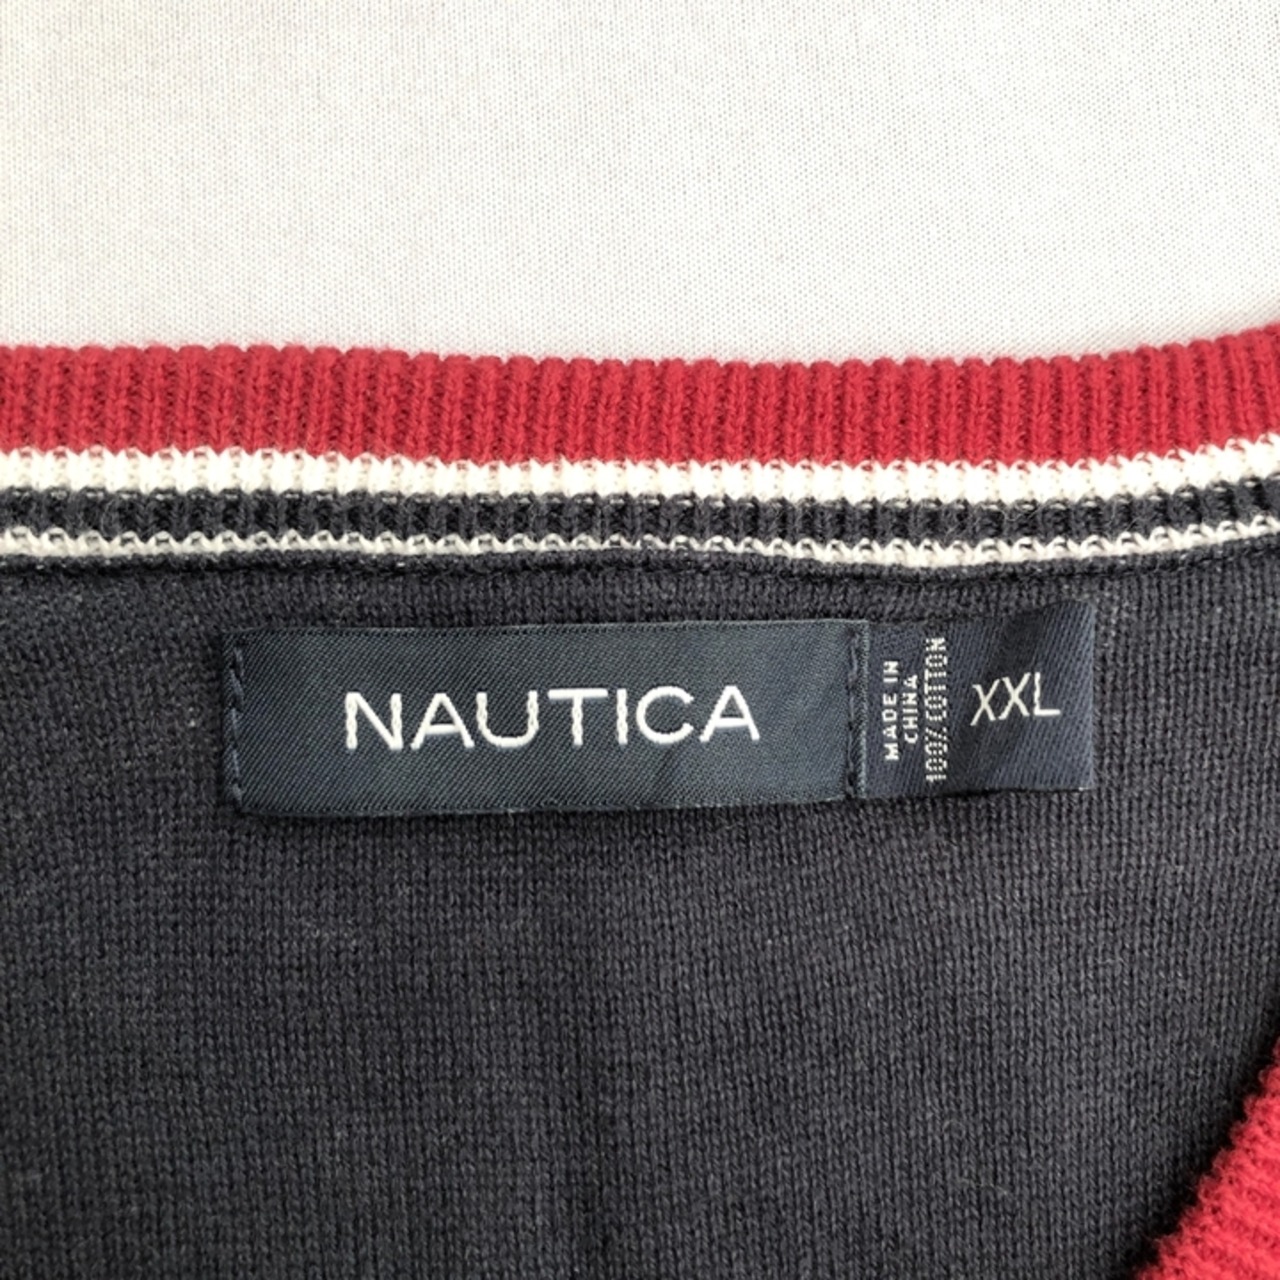 NAUTICA
MADE IN
CHINA
100% COTTON
XXL